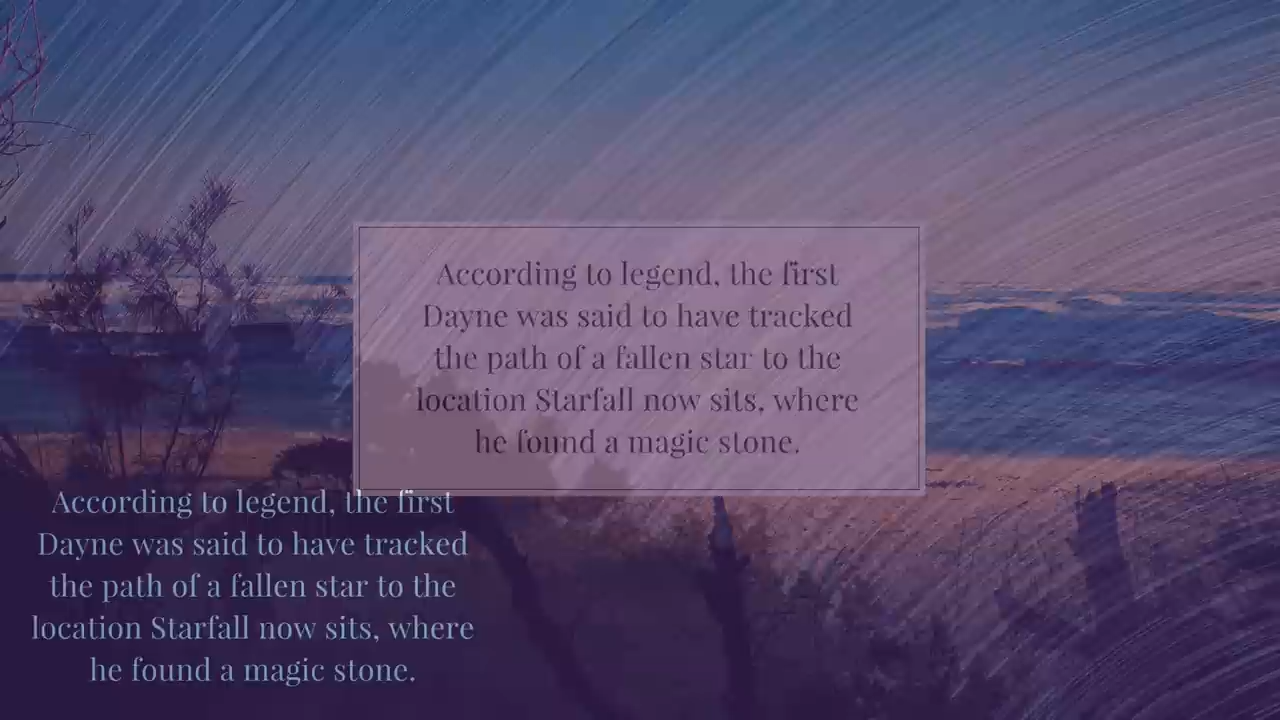 According to legend, the first
Dayne was said to have tracked
the path of a fallen star to the
location Starfall now sits, where
he found a magic stone.
According to legend, the first
Dayne was said to have tracked
the path of a fallen star to the
location Starfall now sits, where
he found a magic stone.